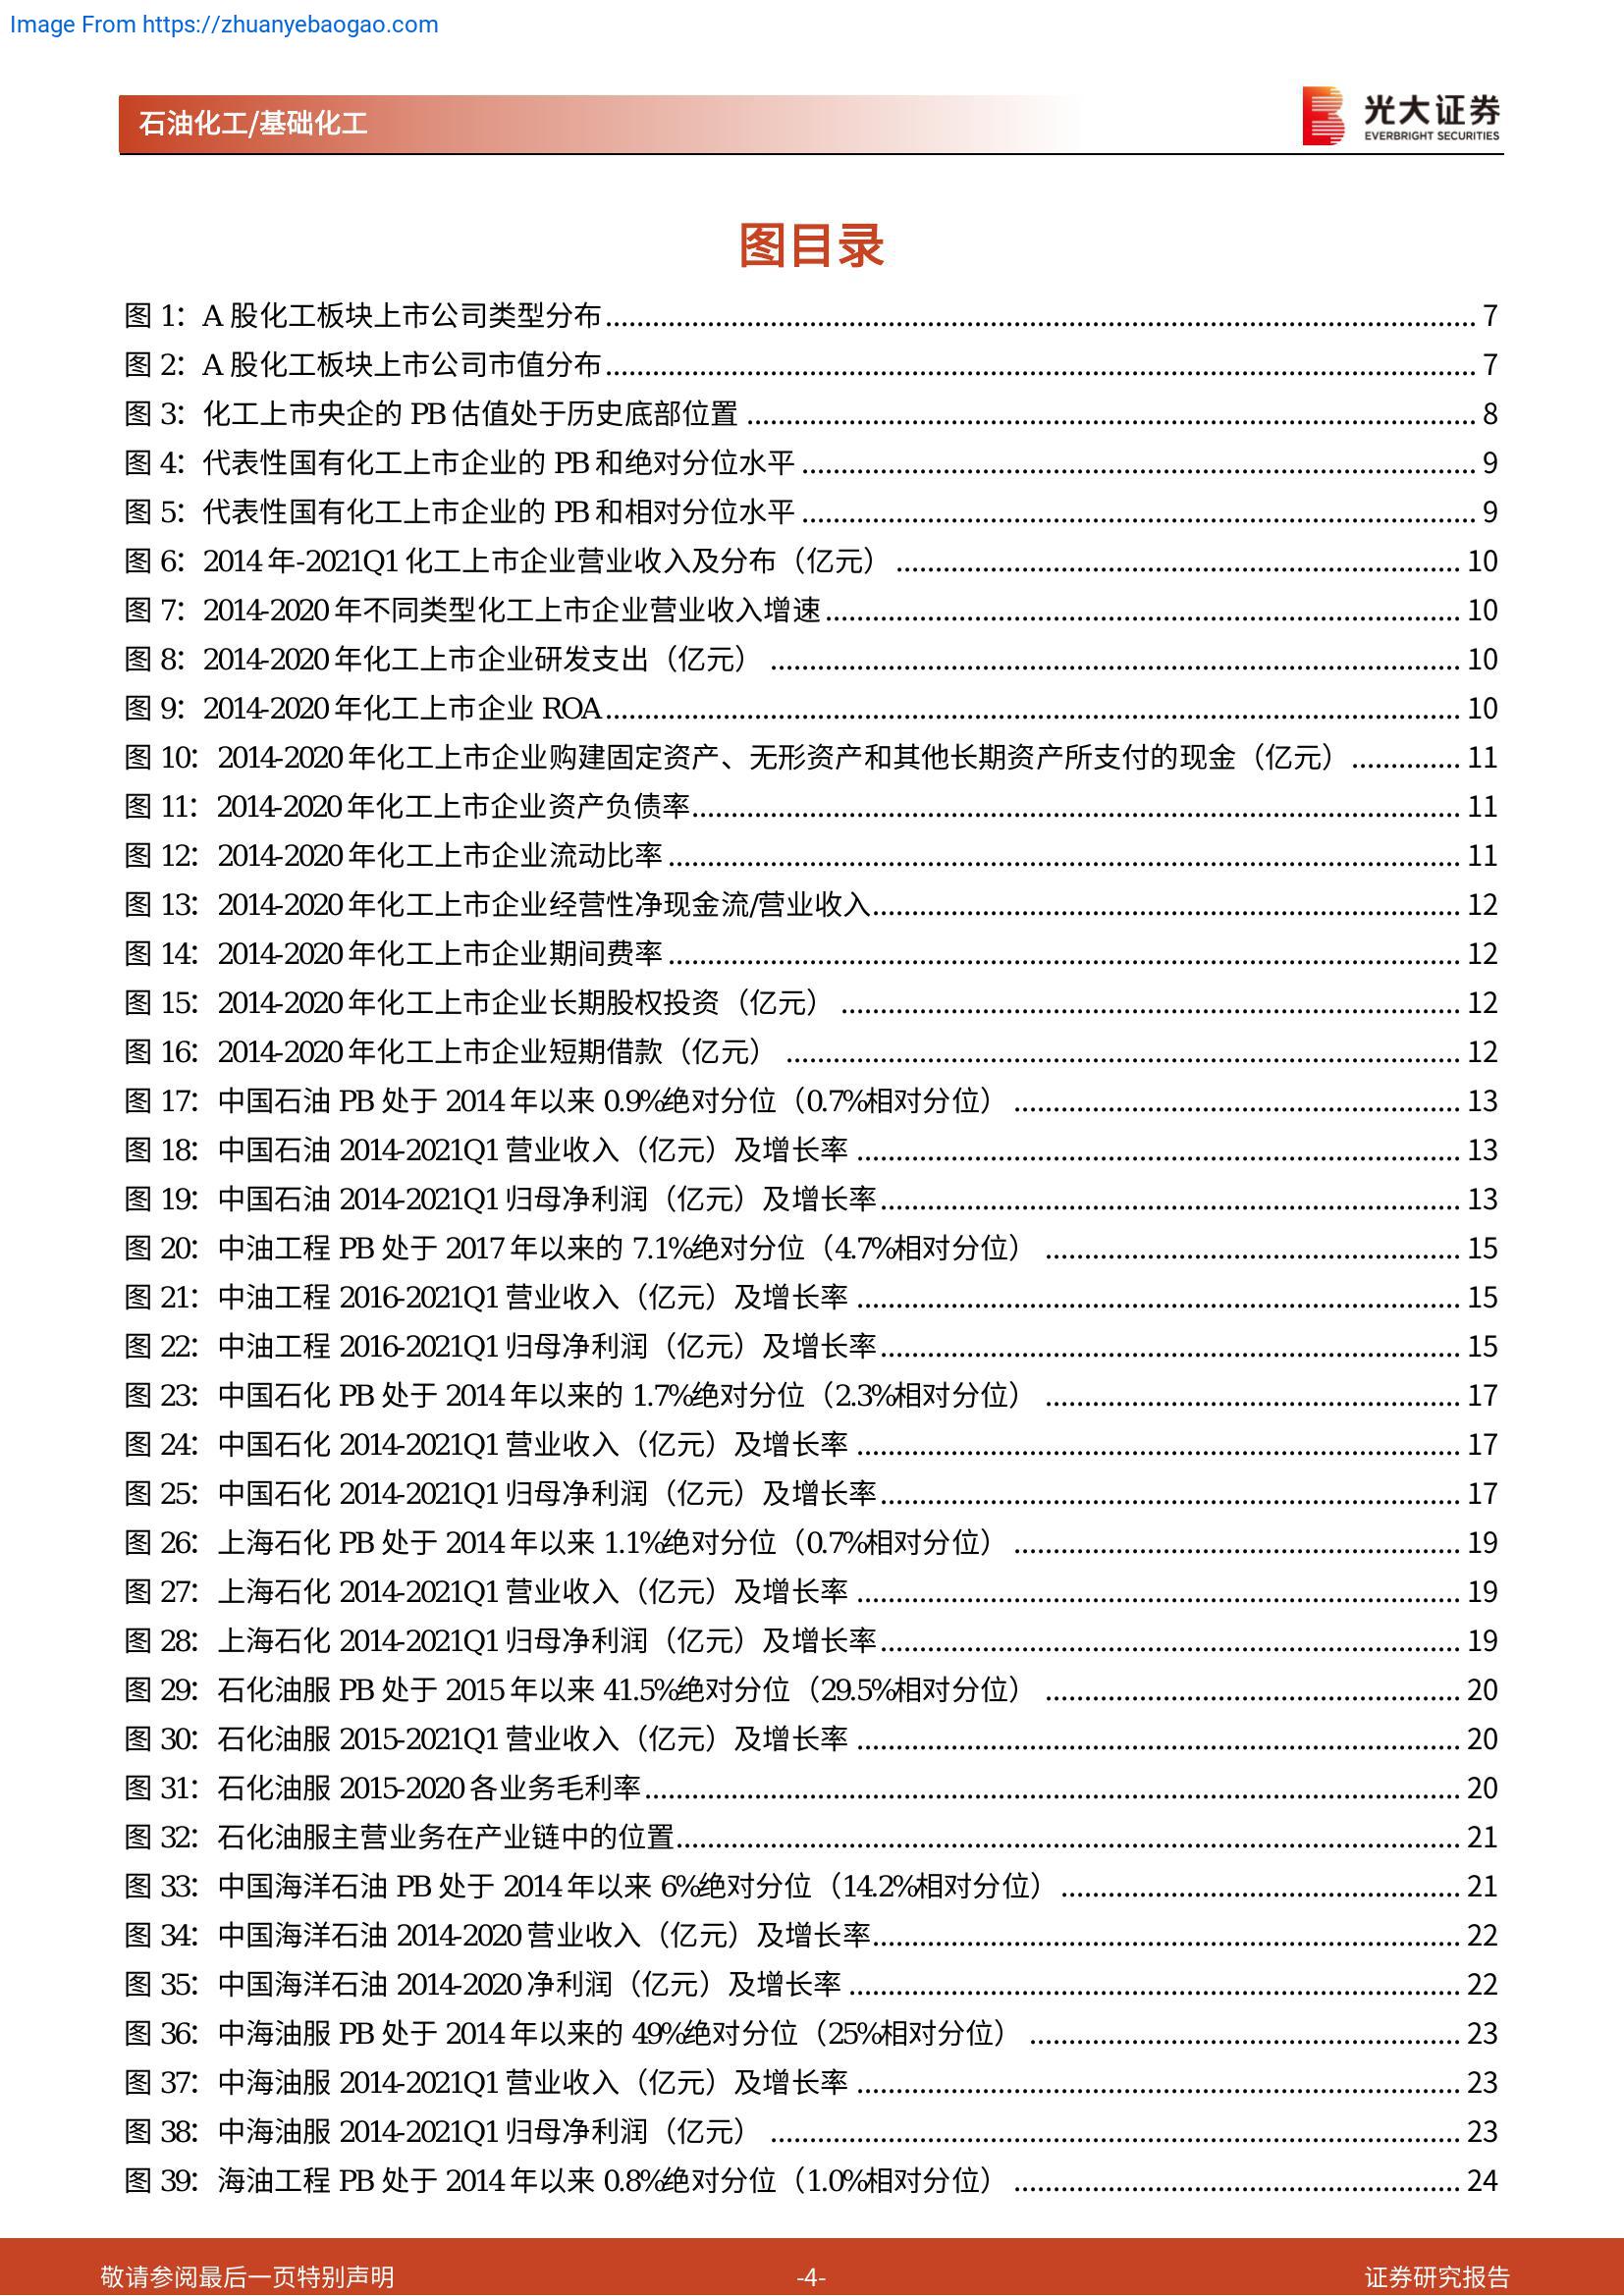 Image From https://zhuanyebaogao.com
石油化工/基础化工
光大证券
EVERBRIGHT SECURITIES
图目录
图 1：A 股化工板块上市公司类型分布 7
图 2：A 股化工板块上市公司市值分布 7
图 3：化工上市央企的 PB 估值处于历史底部位置 8
图 4：代表性国有化工上市企业的 PB 和绝对分位水平 9
图 5：代表性国有化工上市企业的 PB 和相对分位水平 9
图 6：2014 年-2021Q1 化工上市企业营业收入及分布（亿元） 10
图 7：2014-2020 年不同类型化工上市企业营业收入增速 10
图 8：2014-2020 年化工上市企业研发支出（亿元） 10
图 9：2014-2020 年化工上市企业 ROA 10
图 10：2014-2020 年化工上市企业购建固定资产、无形资产和其他长期资产所支付的现金（亿元） 11
图 11：2014-2020 年化工上市企业资产负债率 11
图 12：2014-2020 年化工上市企业流动比率 11
图 13：2014-2020 年化工上市企业经营性净现金流/营业收入 12
图 14：2014-2020 年化工上市企业期间费率 12
图 15：2014-2020 年化工上市企业长期股权投资（亿元） 12
图 16：2014-2020 年化工上市企业短期借款（亿元） 12
图 17：中国石油 PB 处于 2014 年以来 0.9%绝对分位（0.7%相对分位） 13
图 18：中国石油 2014-2021Q1 营业收入（亿元）及增长率 13
图 19：中国石油 2014-2021Q1 归母净利润（亿元）及增长率 13
图 20：中油工程 PB 处于 2017 年以来的 7.1%绝对分位（4.7%相对分位） 15
图 21：中油工程 2016-2021Q1 营业收入（亿元）及增长率 15
图 22：中油工程 2016-2021Q1 归母净利润（亿元）及增长率 15
图 23：中国石化 PB 处于 2014 年以来的 1.7%绝对分位（2.3%相对分位） 17
图 24：中国石化 2014-2021Q1 营业收入（亿元）及增长率 17
图 25：中国石化 2014-2021Q1 归母净利润（亿元）及增长率 17
图 26：上海石化 PB 处于 2014 年以来 1.1%绝对分位（0.7%相对分位） 19
图 27：上海石化 2014-2021Q1 营业收入（亿元）及增长率 19
图 28：上海石化 2014-2021Q1 归母净利润（亿元）及增长率 19
图 29：石化油服 PB 处于 2015 年以来 41.5%绝对分位（29.5%相对分位） 20
图 30：石化油服 2015-2021Q1 营业收入（亿元）及增长率 20
图 31：石化油服 2015-2020 各业务毛利率 20
图 32：石化油服主营业务在产业链中的位置 21
图 33：中国海洋石油 PB 处于 2014 年以来 6%绝对分位（14.2%相对分位） 21
图 34：中国海洋石油 2014-2020 营业收入（亿元）及增长率 22
图 35：中国海洋石油 2014-2020 净利润（亿元）及增长率 22
图 36：中海油服 PB 处于 2014 年以来的 49%绝对分位（25%相对分位） 23
图 37：中海油服 2014-2021Q1 营业收入（亿元）及增长率 23
图 38：中海油服 2014-2021Q1 归母净利润（亿元） 23
图 39：海油工程 PB 处于 2014 年以来 0.8%绝对分位（1.0%相对分位） 24
敬请参阅最后一页特别声明 -4- 证券研究报告